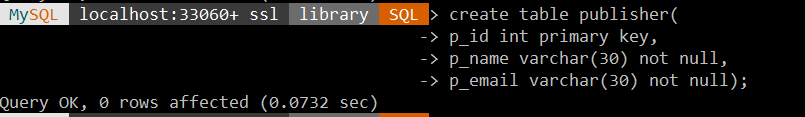 MySQL localhost:33060+ ssl library SQL > create table publisher(
-> p_id int primary key,
-> p_name varchar(30) not null,
-> p_email varchar(30) not null);
Query OK, 0 rows affected (0.0732 sec)